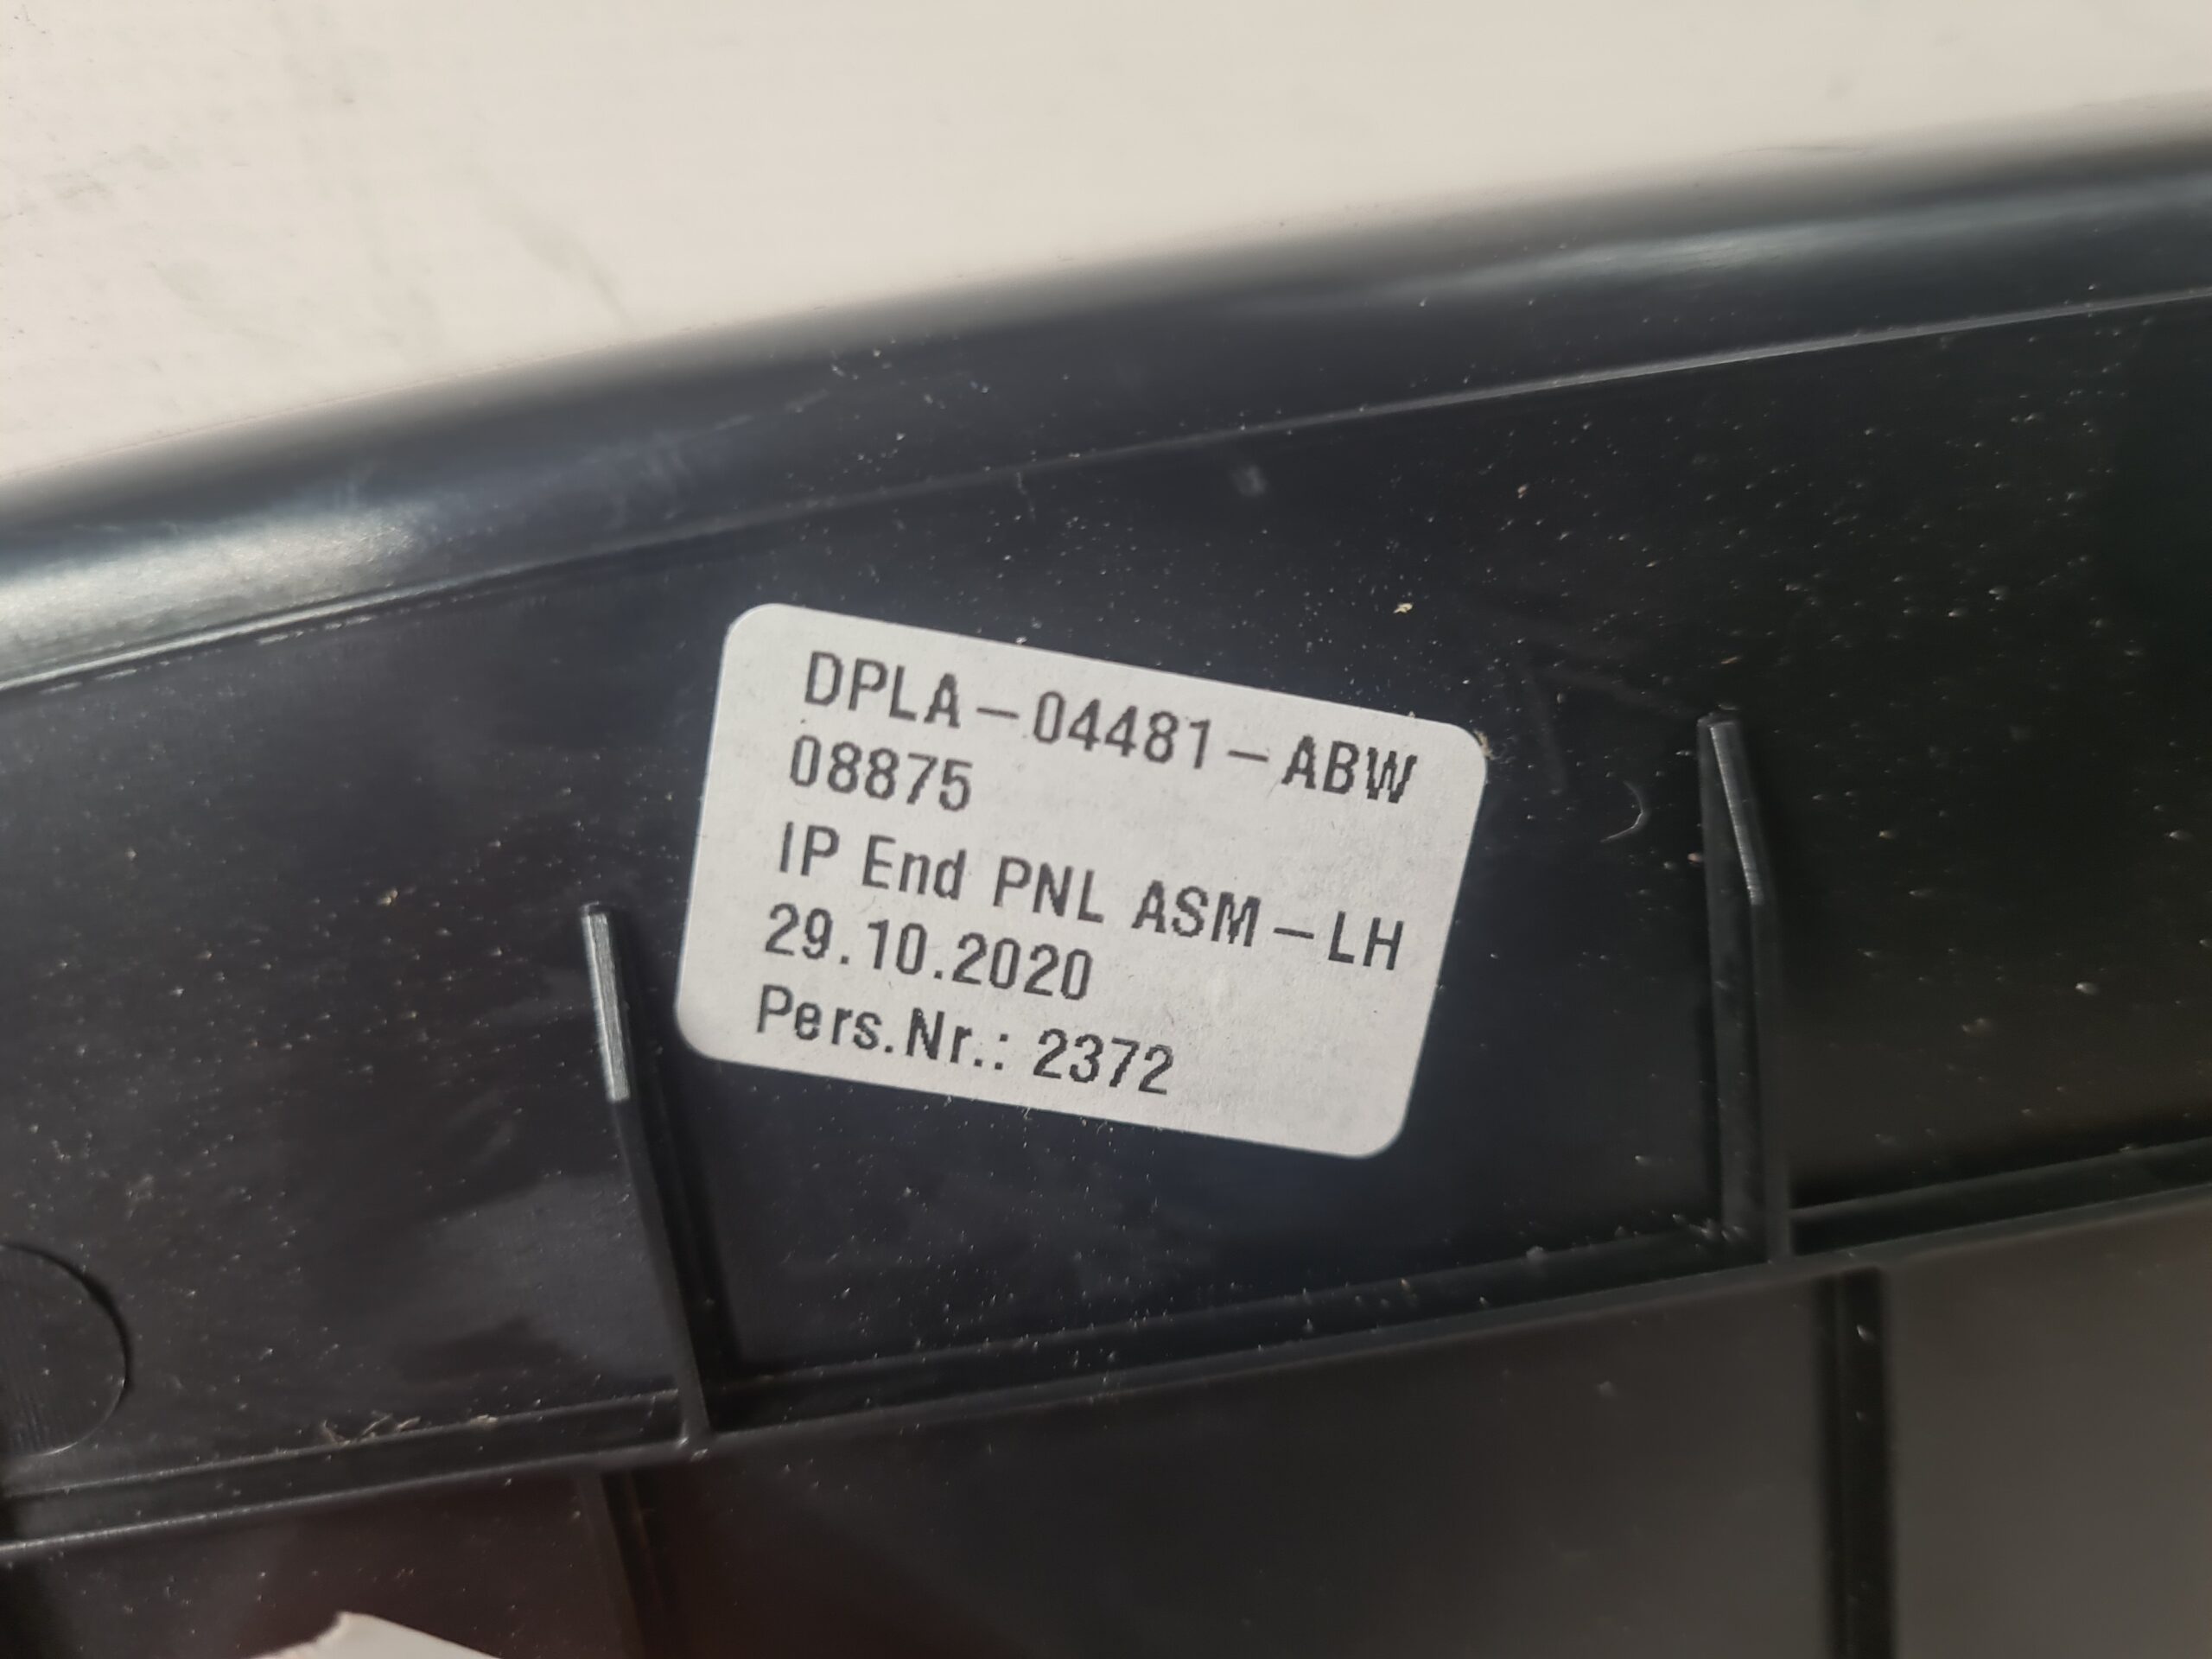 DPLA-04481-ABW
08875
IP End PNL ASM-LH
29.10.2020
Pers.Nr.: 2372